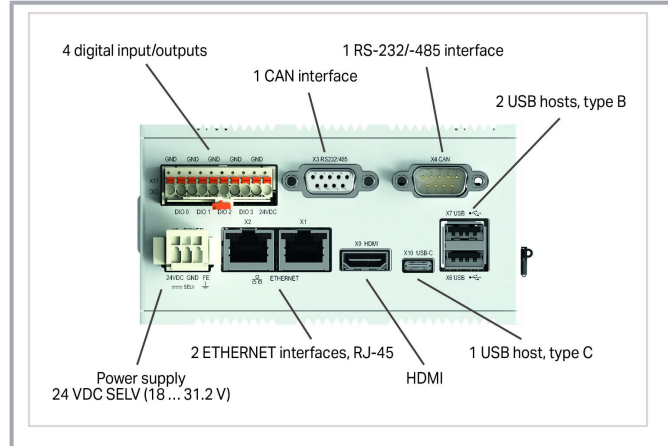 4 digital input/outputs
1 RS-232/-485 interface
1 CAN interface
2 USB hosts, type B
GND GND GND GND GND
X3 RS232/485
X4 CAN
X11
DIO 0 DIO 1 DIO 2 DIO 3 24VDC
X7 USB
X2
X1
X9 HDMI
X10 USB-C
24VDC GND FE
SELV
ETHERNET
X6 USB
2 ETHERNET interfaces, RJ-45
1 USB host, type C
Power supply
24 VDC SELV (18 ... 31.2 V)
HDMI